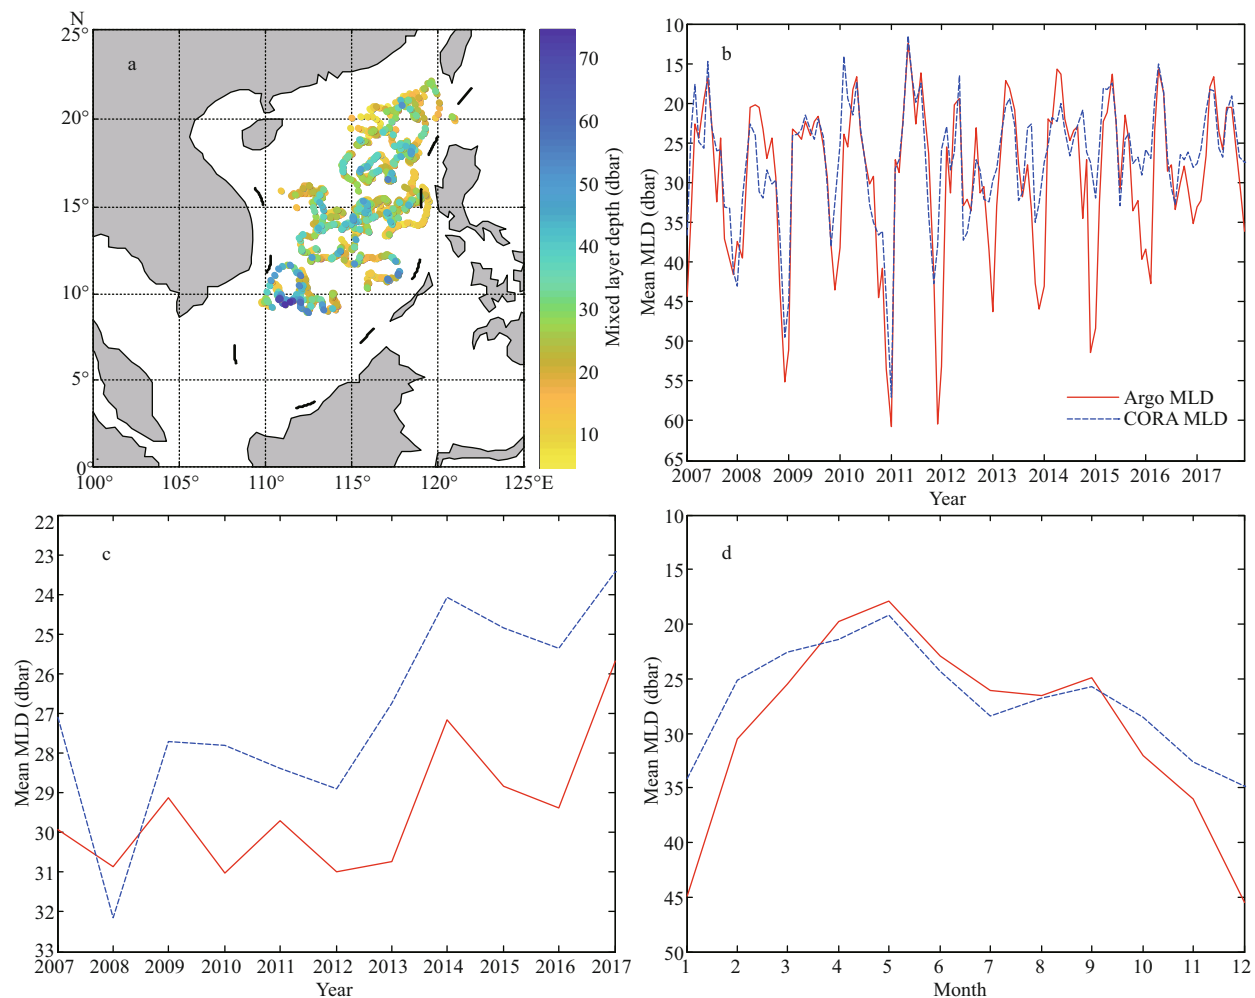 N
25°
20°
15°
10°
5°
0°
100°
105°
110°
115°
120°
125°E
a
70
60
50
40
30
20
10
Mixed layer depth (dbar)
b
10
15
20
25
30
35
40
45
50
55
60
65
Mean MLD (dbar)
Argo MLD
CORA MLD
2007 2008 2009 2010 2011 2012 2013 2014 2015 2016 2017
Year
c
22
23
24
25
26
27
28
29
30
31
32
33
Mean MLD (dbar)
2007 2008 2009 2010 2011 2012 2013 2014 2015 2016 2017
Year
d
10
15
20
25
30
35
40
45
50
Mean MLD (dbar)
1 2 3 4 5 6 7 8 9 10 11 12
Month